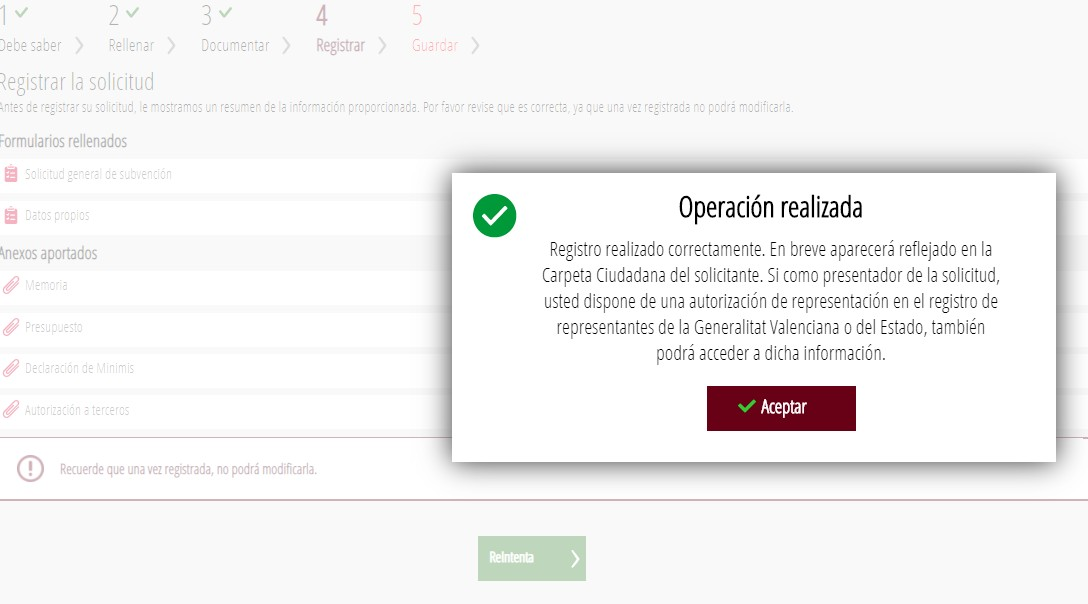 1 2 3 4 5
Debe saber Rellenar Documentar Registrar Guardar
Registrar la solicitud
Antes de registrar su solicitud, le mostramos un resumen de la información proporcionada. Por favor revise que es correcta, ya que una vez registrada no podrá modificarla.
Formularios rellenados
Solicitud general de subvención
Datos propios
Anexos aportados
Memoria
Presupuesto
Declaración de Minimis
Autorización a terceros
Operación realizada
Registro realizado correctamente. En breve aparecerá reflejado en la
Carpeta Ciudadana del solicitante. Si como presentador de la solicitud,
usted dispone de una autorización de representación en el registro de
representantes de la Generalitat Valenciana o del Estado, también
podrá acceder a dicha información.
Aceptar
Recuerde que una vez registrada, no podrá modificarla.
Reintenta